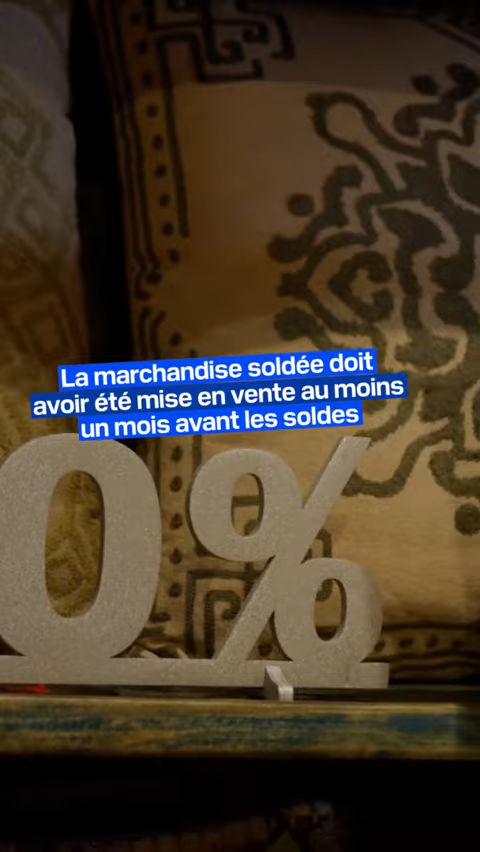 La marchandise soldée doit
avoir été mise en vente au moins
un mois avant les soldes
0%